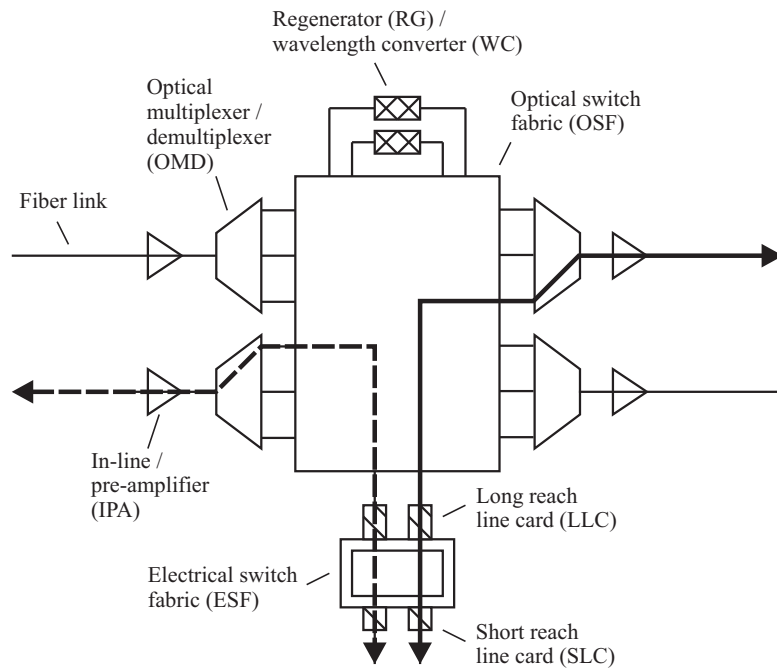 Regenerator (RG) /
wavelength converter (WC)
Optical
multiplexer /
demultiplexer
(OMD)
Optical switch
fabric (OSF)
Fiber link
In-line /
pre-amplifier
(IPA)
Long reach
line card (LLC)
Electrical switch
fabric (ESF)
Short reach
line card (SLC)